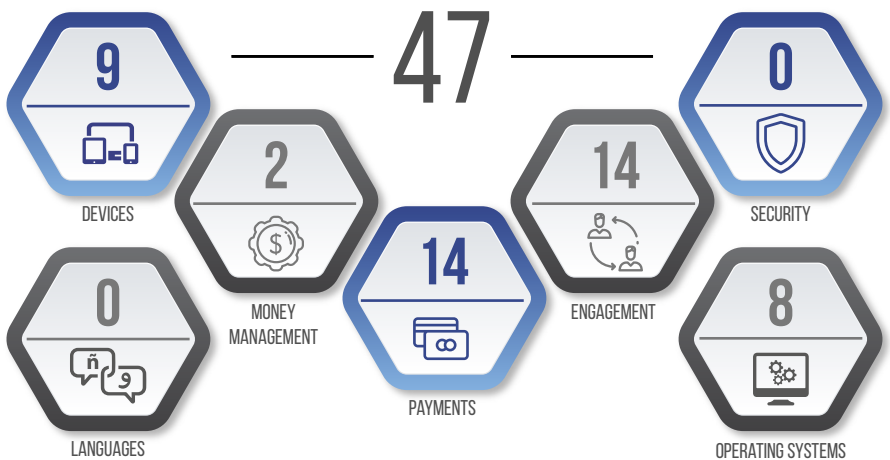 47
9
DEVICES
2
MONEY
MANAGEMENT
14
PAYMENTS
14
ENGAGEMENT
0
SECURITY
0
ñ
و
LANGUAGES
8
OPERATING SYSTEMS
$